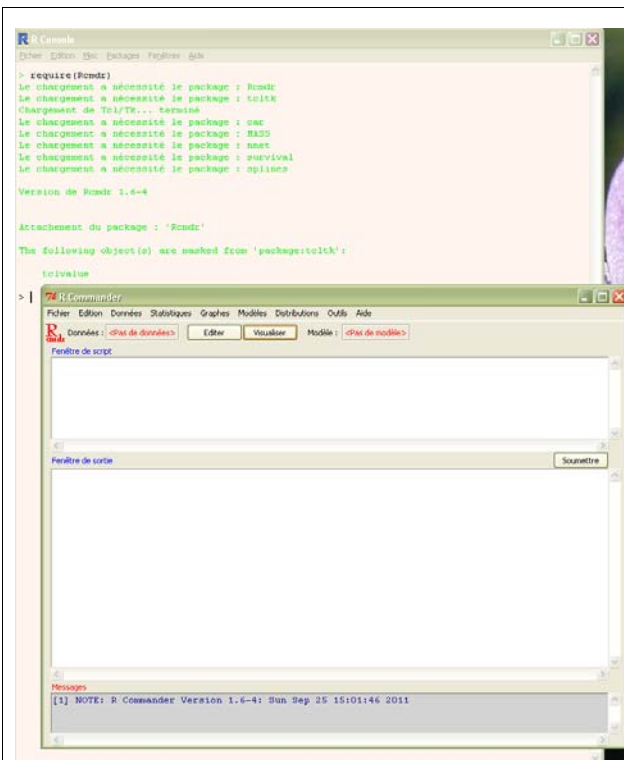 R Console
Fichier Edition Misc Packages Fenêtres Aide
> require(Rcmdr)
Le chargement a nécessité le package : Rcmdr
Le chargement a nécessité le package : tcltk
Chargement de Tcl/Tk... terminé
Le chargement a nécessité le package : car
Le chargement a nécessité le package : MASS
Le chargement a nécessité le package : nnet
Le chargement a nécessité le package : survival
Le chargement a nécessité le package : splines
Version de Rcmdr 1.6-4
Attachement du package : 'Rcmdr'
The following object(s) are masked from 'package:tcltk':
tclvalue
>
R Commander
Fichier Edition Données Statistiques Graphes Modèles Distributions Outils Aide
R cmdr Données : <Pas de données> Editer Visualiser Modèle : <Pas de modèle>
Fenêtre de script
Fenêtre de sortie Soumettre
Messages
[1] NOTE: R Commander Version 1.6-4: Sun Sep 25 15:01:46 2011